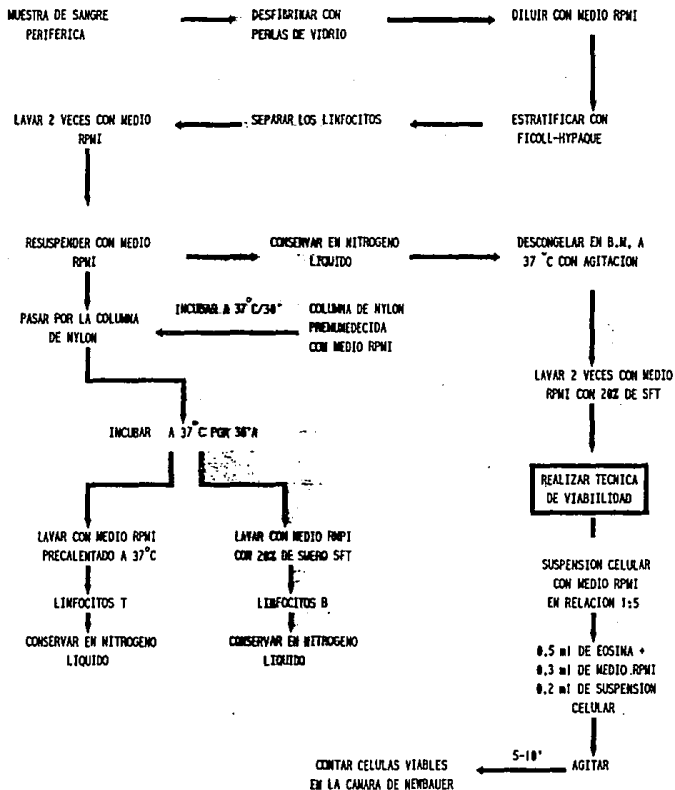 MUESTRA DE SANGRE
PERIFERICA
DESFIBRINAR CON
PERLAS DE VIDRIO
DILUIR CON MEDIO RPMI
LAVAR 2 VECES CON MEDIO
RPMI
SEPARAR LOS LINFOCITOS
ESTRATIFICAR CON
FICOLL-HYPAQUE
RESUSPENDER CON MEDIO
RPMI
CONSERVAR EN NITROGENO
LIQUIDO
DESCONGELAR EN B.M. A
37 °C CON AGITACION
PASAR POR LA COLUMNA
DE NYLON
INCUBAR A 37°C/30'
COLUMNA DE NYLON
PREHUMEDECIDA
CON MEDIO RPMI
LAVAR 2 VECES CON MEDIO
RPMI CON 20% DE SFT
INCUBAR A 37°C POR
REALIZAR TECNICA
DE VIABIILIDAD
LAVAR CON MEDIO RPMI
PRECALENTADO A 37°C
LAVAR CON MEDIO RMPI
CON 20% DE SUERO SFT
SUSPENSION CELULAR
CON MEDIO RPMI
EN RELACION 1:5
LINFOCITOS T
LINFOCITOS B
CONSERVAR EN NITROGENO
LIQUIDO
CONSERVAR EN NITROGENO
LIQUIDO
0,5 ml DE EOSINA +
0,3 ml DE MEDIO RPMI
0,2 ml DE SUSPENSION
CELULAR
5-10'
AGITAR
CONTAR CELULAS VIABLES
EN LA CAMARA DE NEWBAUER